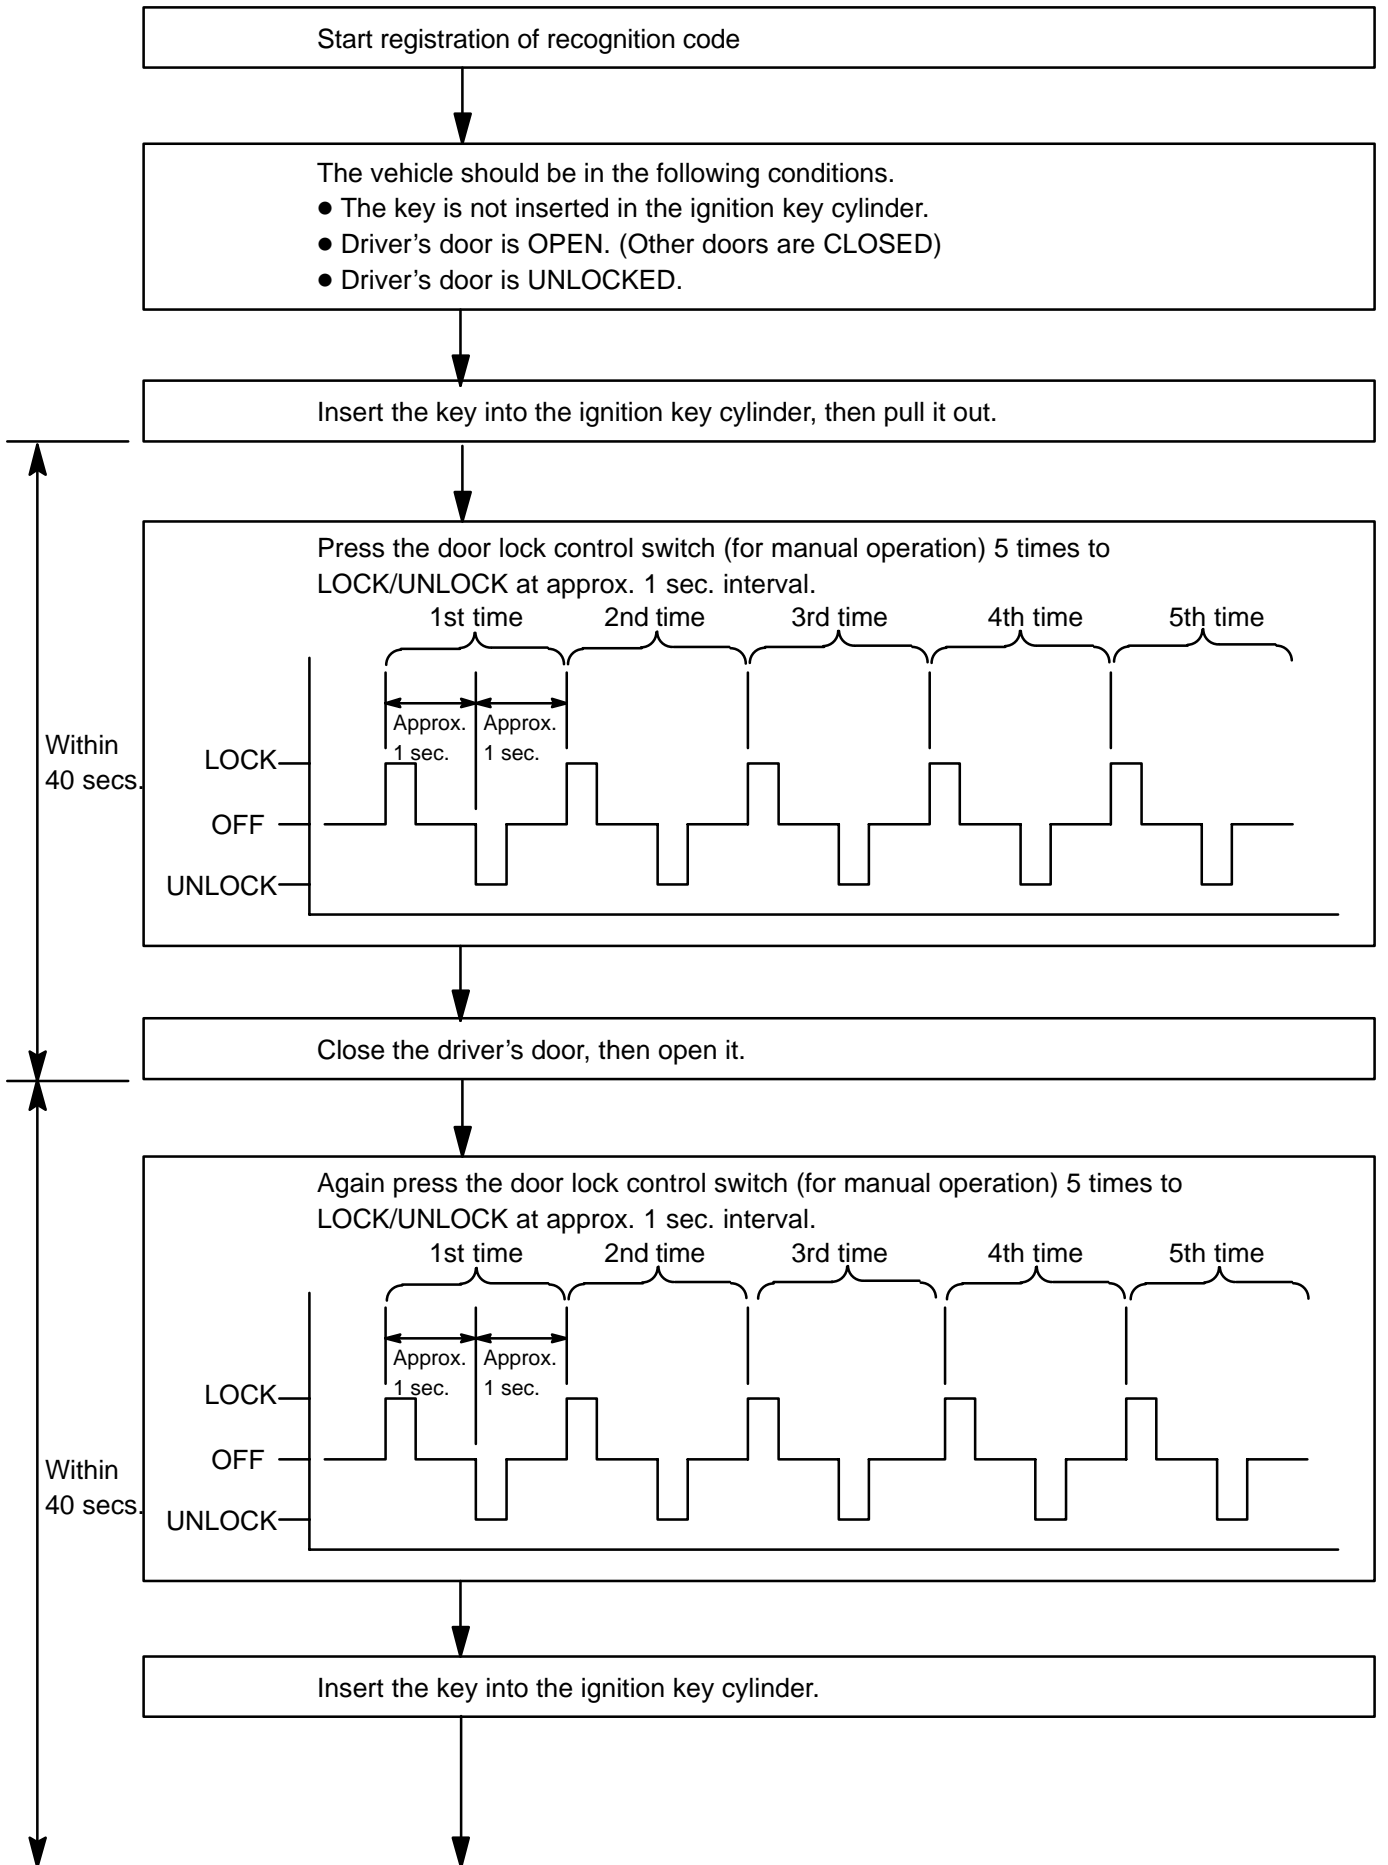 Start registration of recognition code
The vehicle should be in the following conditions.
● The key is not inserted in the ignition key cylinder.
● Driver's door is OPEN. (Other doors are CLOSED)
● Driver's door is UNLOCKED.
Insert the key into the ignition key cylinder, then pull it out.
Within
40 secs.
Press the door lock control switch (for manual operation) 5 times to
LOCK/UNLOCK at approx. 1 sec. interval.
1st time 2nd time 3rd time 4th time 5th time
Approx. Approx.
1 sec. 1 sec.
LOCK
OFF
UNLOCK
Close the driver's door, then open it.
Within
40 secs.
Again press the door lock control switch (for manual operation) 5 times to
LOCK/UNLOCK at approx. 1 sec. interval.
1st time 2nd time 3rd time 4th time 5th time
Approx. Approx.
1 sec. 1 sec.
LOCK
OFF
UNLOCK
Insert the key into the ignition key cylinder.